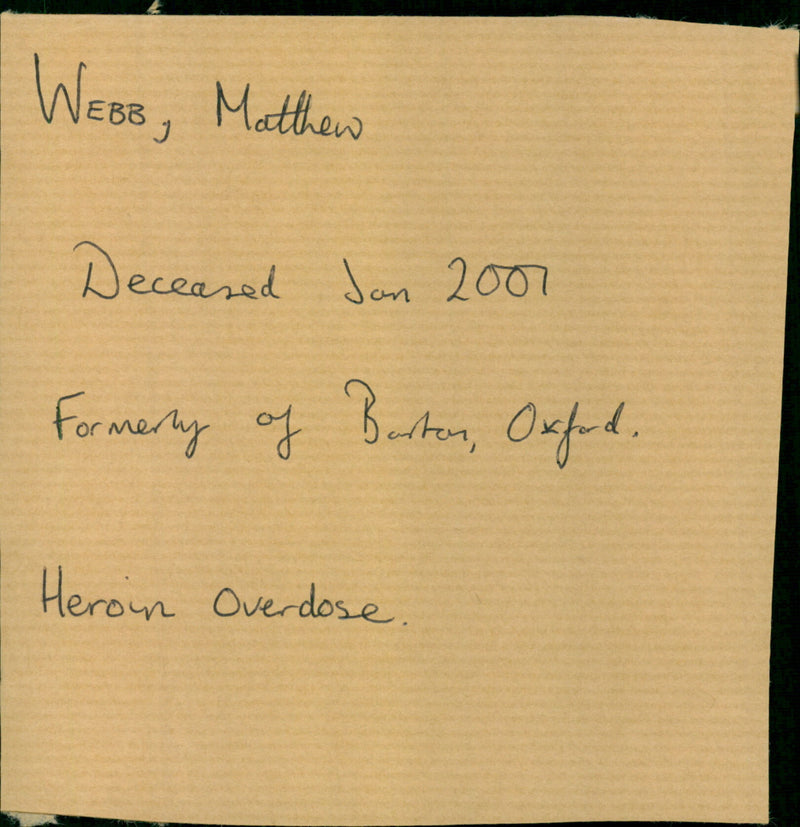 WEBB, Matthew
Deceased Jan 2001
Formerly of Barton, Oxford.
Heroin Overdose.